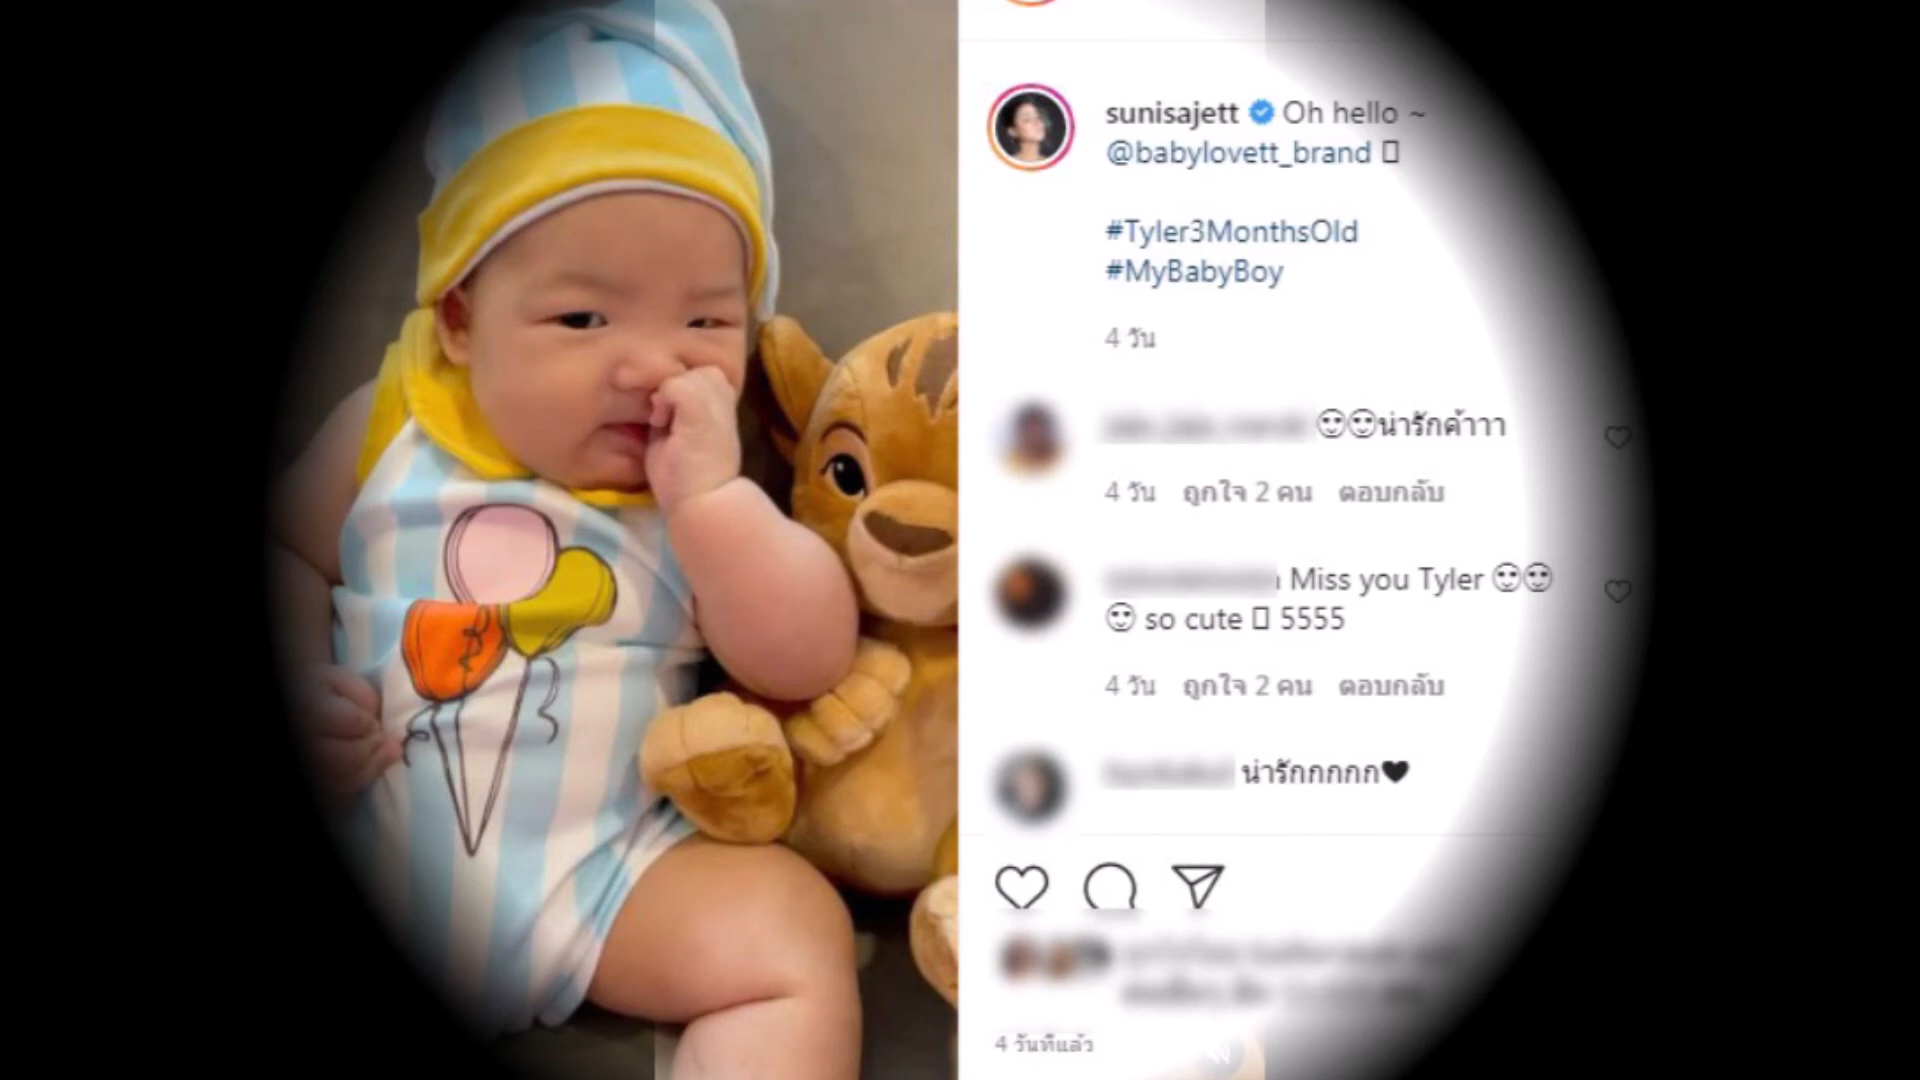 sunisajett Oh hello ~
@babylovett_brand
#Tyler3MonthsOld
#MyBabyBoy
4 วัน
น่ารักค้าาา
4 วัน ถูกใจ 2 คน ตอบกลับ
Miss you Tyler
so cute 5555
4 วัน ถูกใจ 2 คน ตอบกลับ
น่ารักกกกก🖤
4 วันที่แล้ว